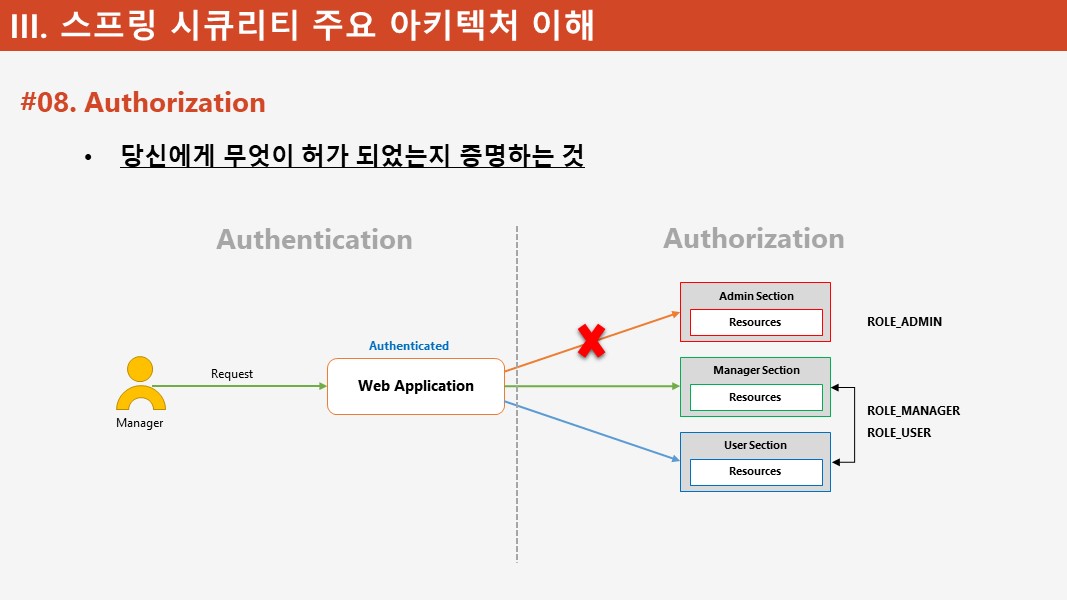 III. 스프링 시큐리티 주요 아키텍처 이해
#08. Authorization
• 당신에게 무엇이 허가 되었는지 증명하는 것
Authentication
Authorization
Admin Section
Resources
ROLE_ADMIN
Authenticated
Request
Web Application
Manager
Manager Section
Resources
ROLE_MANAGER
ROLE_USER
User Section
Resources